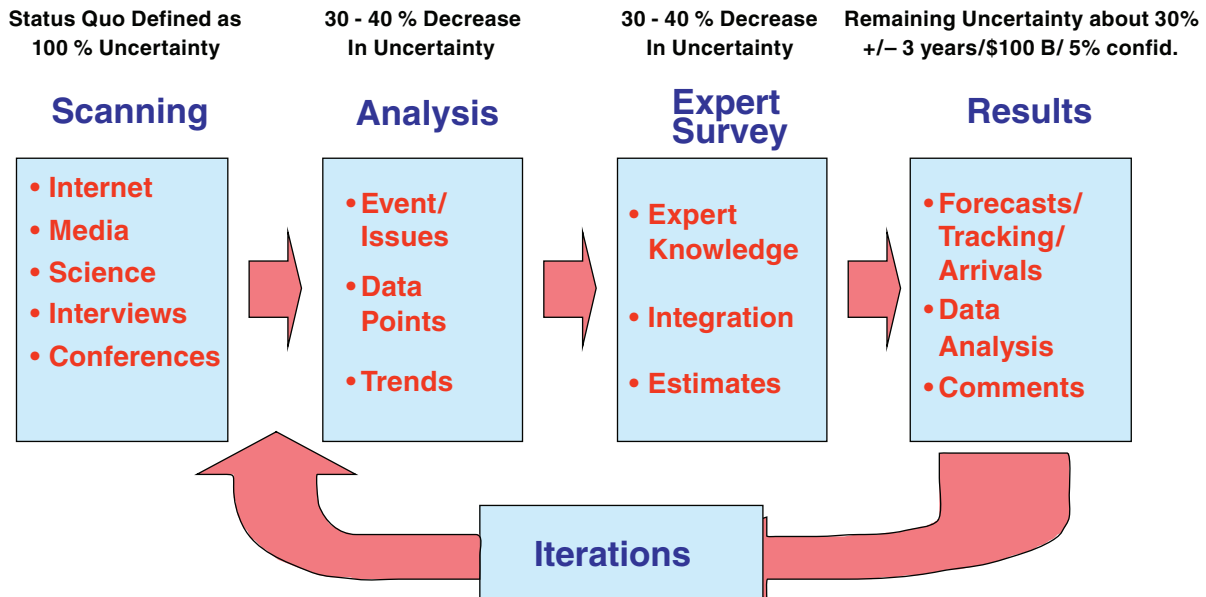 Status Quo Defined as
100 % Uncertainty
30 - 40 % Decrease
In Uncertainty
30 - 40 % Decrease
In Uncertainty
Remaining Uncertainty about 30%
+/– 3 years/$100 B/ 5% confid.
Scanning
Analysis
Expert
Survey
Results
• Internet
• Media
• Science
• Interviews
• Conferences
• Event/
Issues
• Data
Points
• Trends
• Expert
Knowledge
• Integration
• Estimates
• Forecasts/
Tracking/
Arrivals
• Data
Analysis
• Comments
Iterations